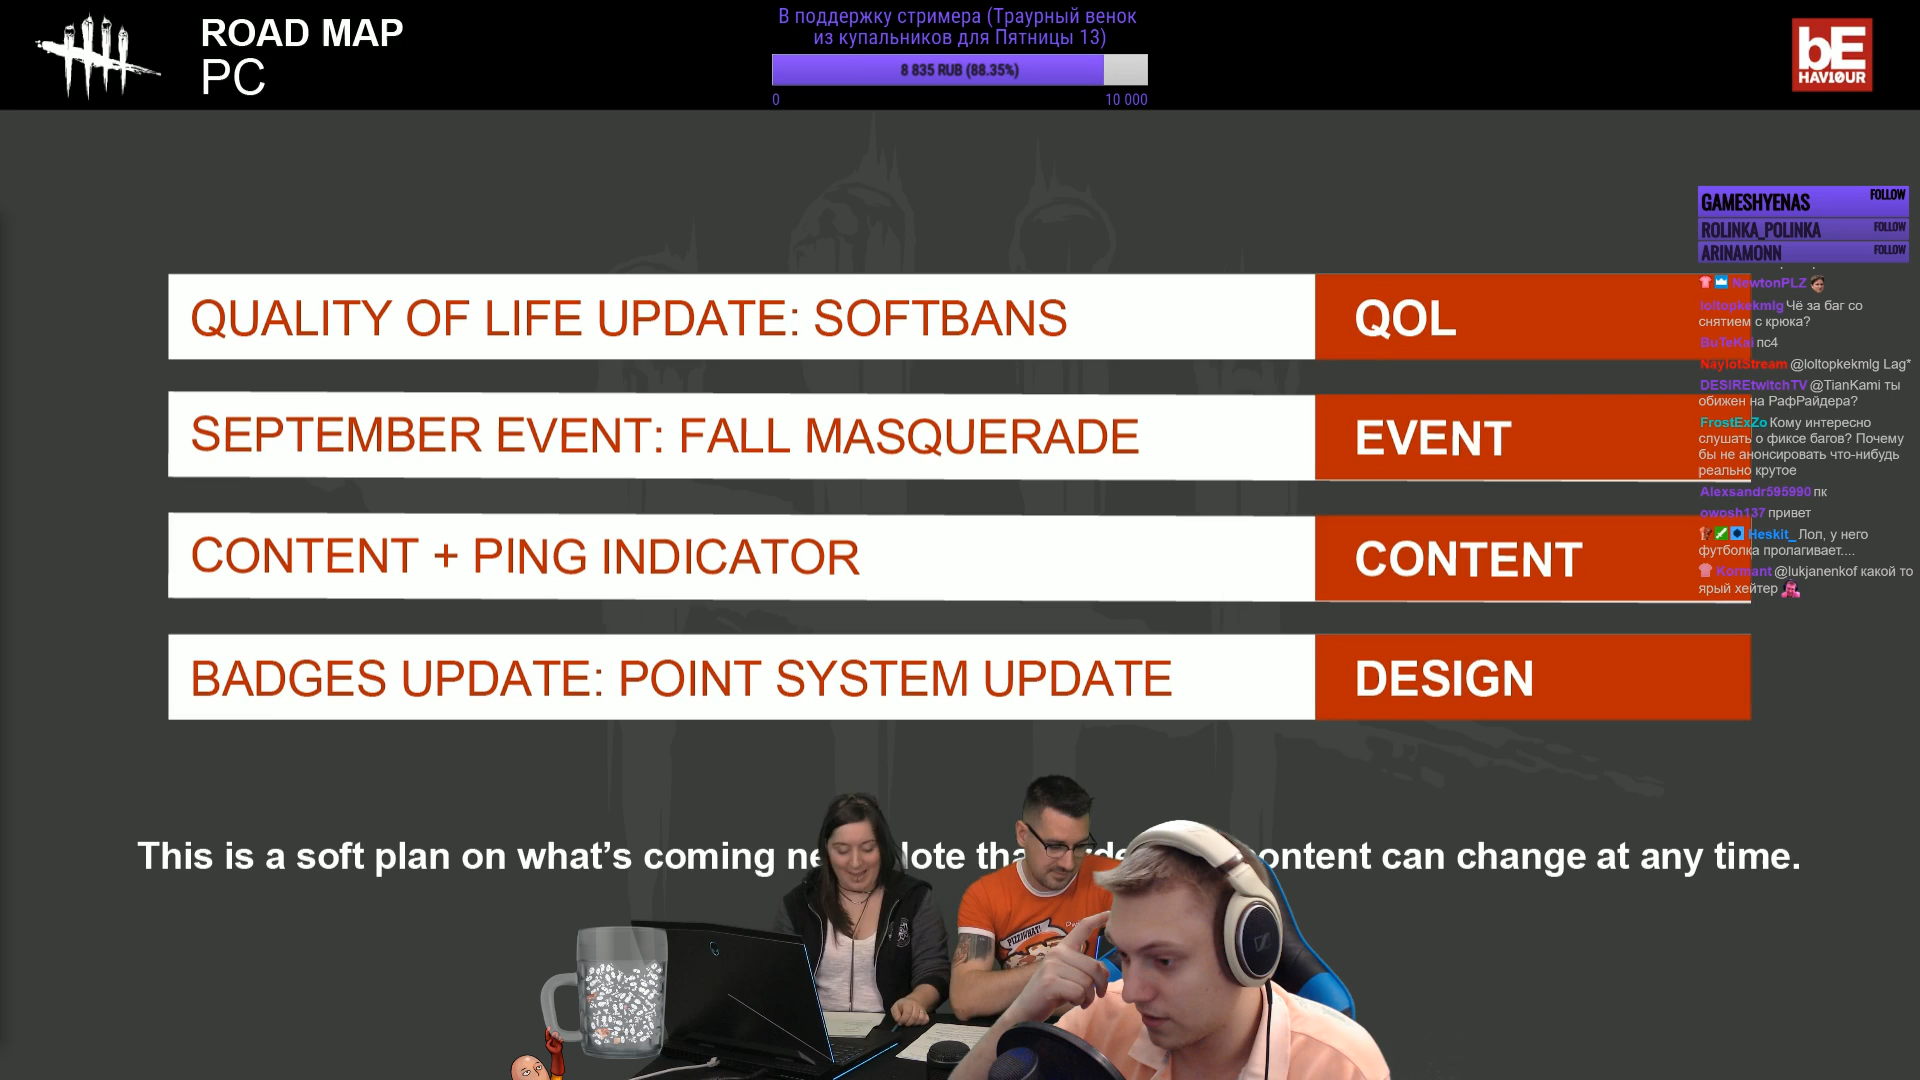 ROAD MAP
PC
В поддержку стримера (Траурный венок
из купальников для Пятницы 13)
8 835 RUB (88.35%)
0
10 000
bE
HAVIOUR
GAMESHYENAS FOLLOW
ROLINKA_POLINKA FOLLOW
ARINAMONN FOLLOW
QUALITY OF LIFE UPDATE: SOFTBANS
QOL
SEPTEMBER EVENT: FALL MASQUERADE
EVENT
CONTENT + PING INDICATOR
CONTENT
BADGES UPDATE: POINT SYSTEM UPDATE
DESIGN
NewtonPLZ
loltopkekmlg Чё за баг со
снятием с крюка?
BuTeKai пс4
NaylotStream @loltopkekmlg Lag*
DESIREtwitchTV @TianKami ты
обижен на РафРайдера?
FrostExZo Кому интересно
слушать о фиксе багов? Почему
бы не анонсировать что-нибудь
реально крутое
Alexsandr595990 пк
owosh137 привет
Heskit_ Лол, у него
футболка пролагивает....
Kormant @lukjanenkof какой то
ярый хейтер
This is a soft plan on what's coming content can change at any time.
PIZZWHAT!